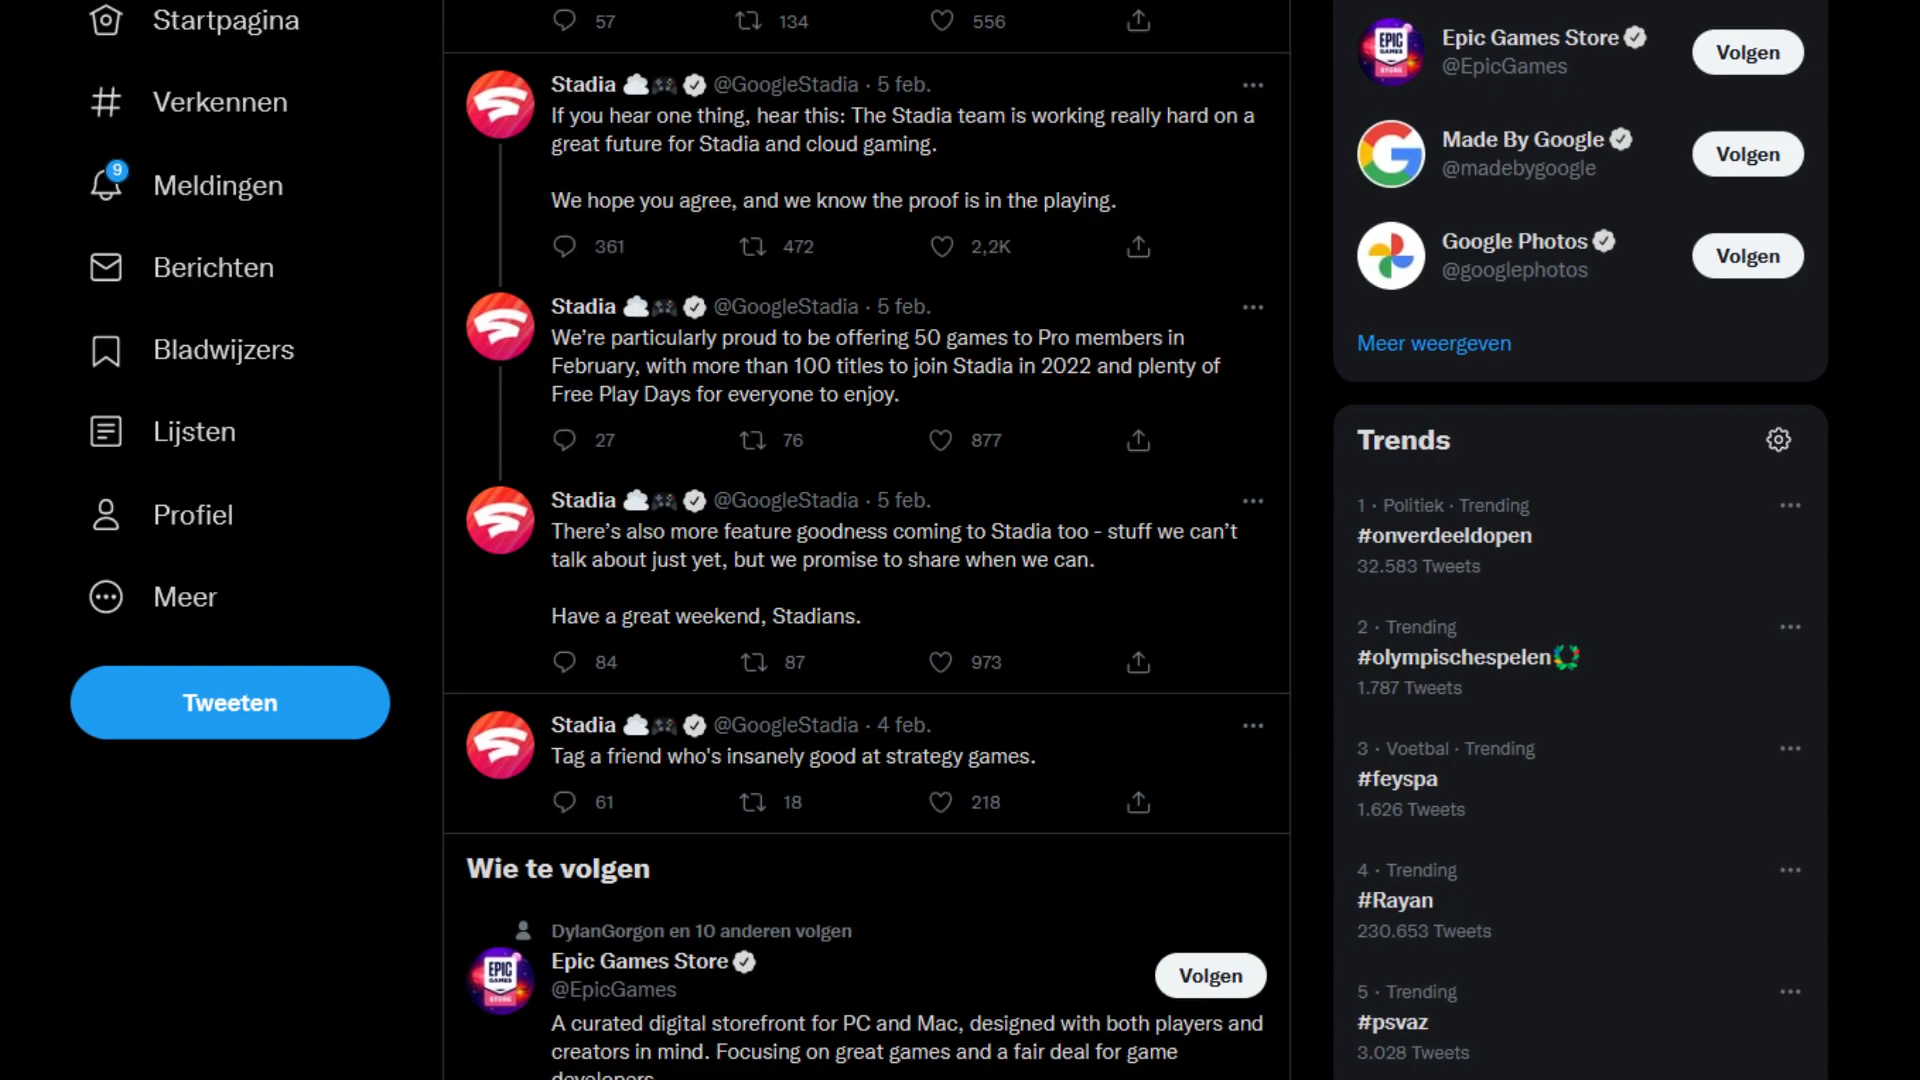 Startpagina
Verkennen
9
Meldingen
Berichten
Bladwijzers
Lijsten
Profiel
Meer
Tweeten
57 134 556
Stadia @GoogleStadia · 5 feb.
If you hear one thing, hear this: The Stadia team is working really hard on a
great future for Stadia and cloud gaming.
We hope you agree, and we know the proof is in the playing.
361 472 2,2K
Stadia @GoogleStadia · 5 feb.
We’re particularly proud to be offering 50 games to Pro members in
February, with more than 100 titles to join Stadia in 2022 and plenty of
Free Play Days for everyone to enjoy.
27 76 877
Stadia @GoogleStadia · 5 feb.
There’s also more feature goodness coming to Stadia too - stuff we can’t
talk about just yet, but we promise to share when we can.
Have a great weekend, Stadians.
84 87 973
Stadia @GoogleStadia · 4 feb.
Tag a friend who's insanely good at strategy games.
61 18 218
Wie te volgen
DylanGorgon en 10 anderen volgen
EPIC
GAMES
STORE
Epic Games Store
@EpicGames
Volgen
A curated digital storefront for PC and Mac, designed with both players and
creators in mind. Focusing on great games and a fair deal for game
developers
EPIC
GAMES
STORE
Epic Games Store
@EpicGames
Volgen
Made By Google
@madebygoogle
Volgen
Google Photos
@googlephotos
Volgen
Meer weergeven
Trends
1 · Politiek · Trending
#onverdeeldopen
32.583 Tweets
2 · Trending
#olympischespelen
1.787 Tweets
3 · Voetbal · Trending
#feyspa
1.626 Tweets
4 · Trending
#Rayan
230.653 Tweets
5 · Trending
#psvaz
3.028 Tweets